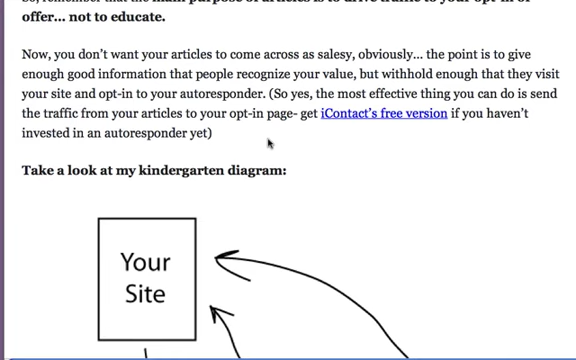 offer... not to educate.
Now, you don't want your articles to come across as salesy, obviously... the point is to give
enough good information that people recognize your value, but withhold enough that they visit
your site and opt-in to your autoresponder. (So yes, the most effective thing you can do is send
the traffic from your articles to your opt-in page- get iContact's free version if you haven't
invested in an autoresponder yet)
Take a look at my kindergarten diagram:
Your
Site